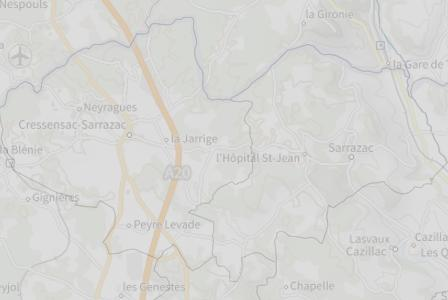 Nespouls
la Gironie
la Gare de
Neyragues
Cressensac-Sarrazac
la Jarrige
la Blénie
l'Hôpital St-Jean
Sarrazac
A20
Gignières
Peyre Levade
Lasvaux
Cazillac
Les
les Genestes
Chapelle